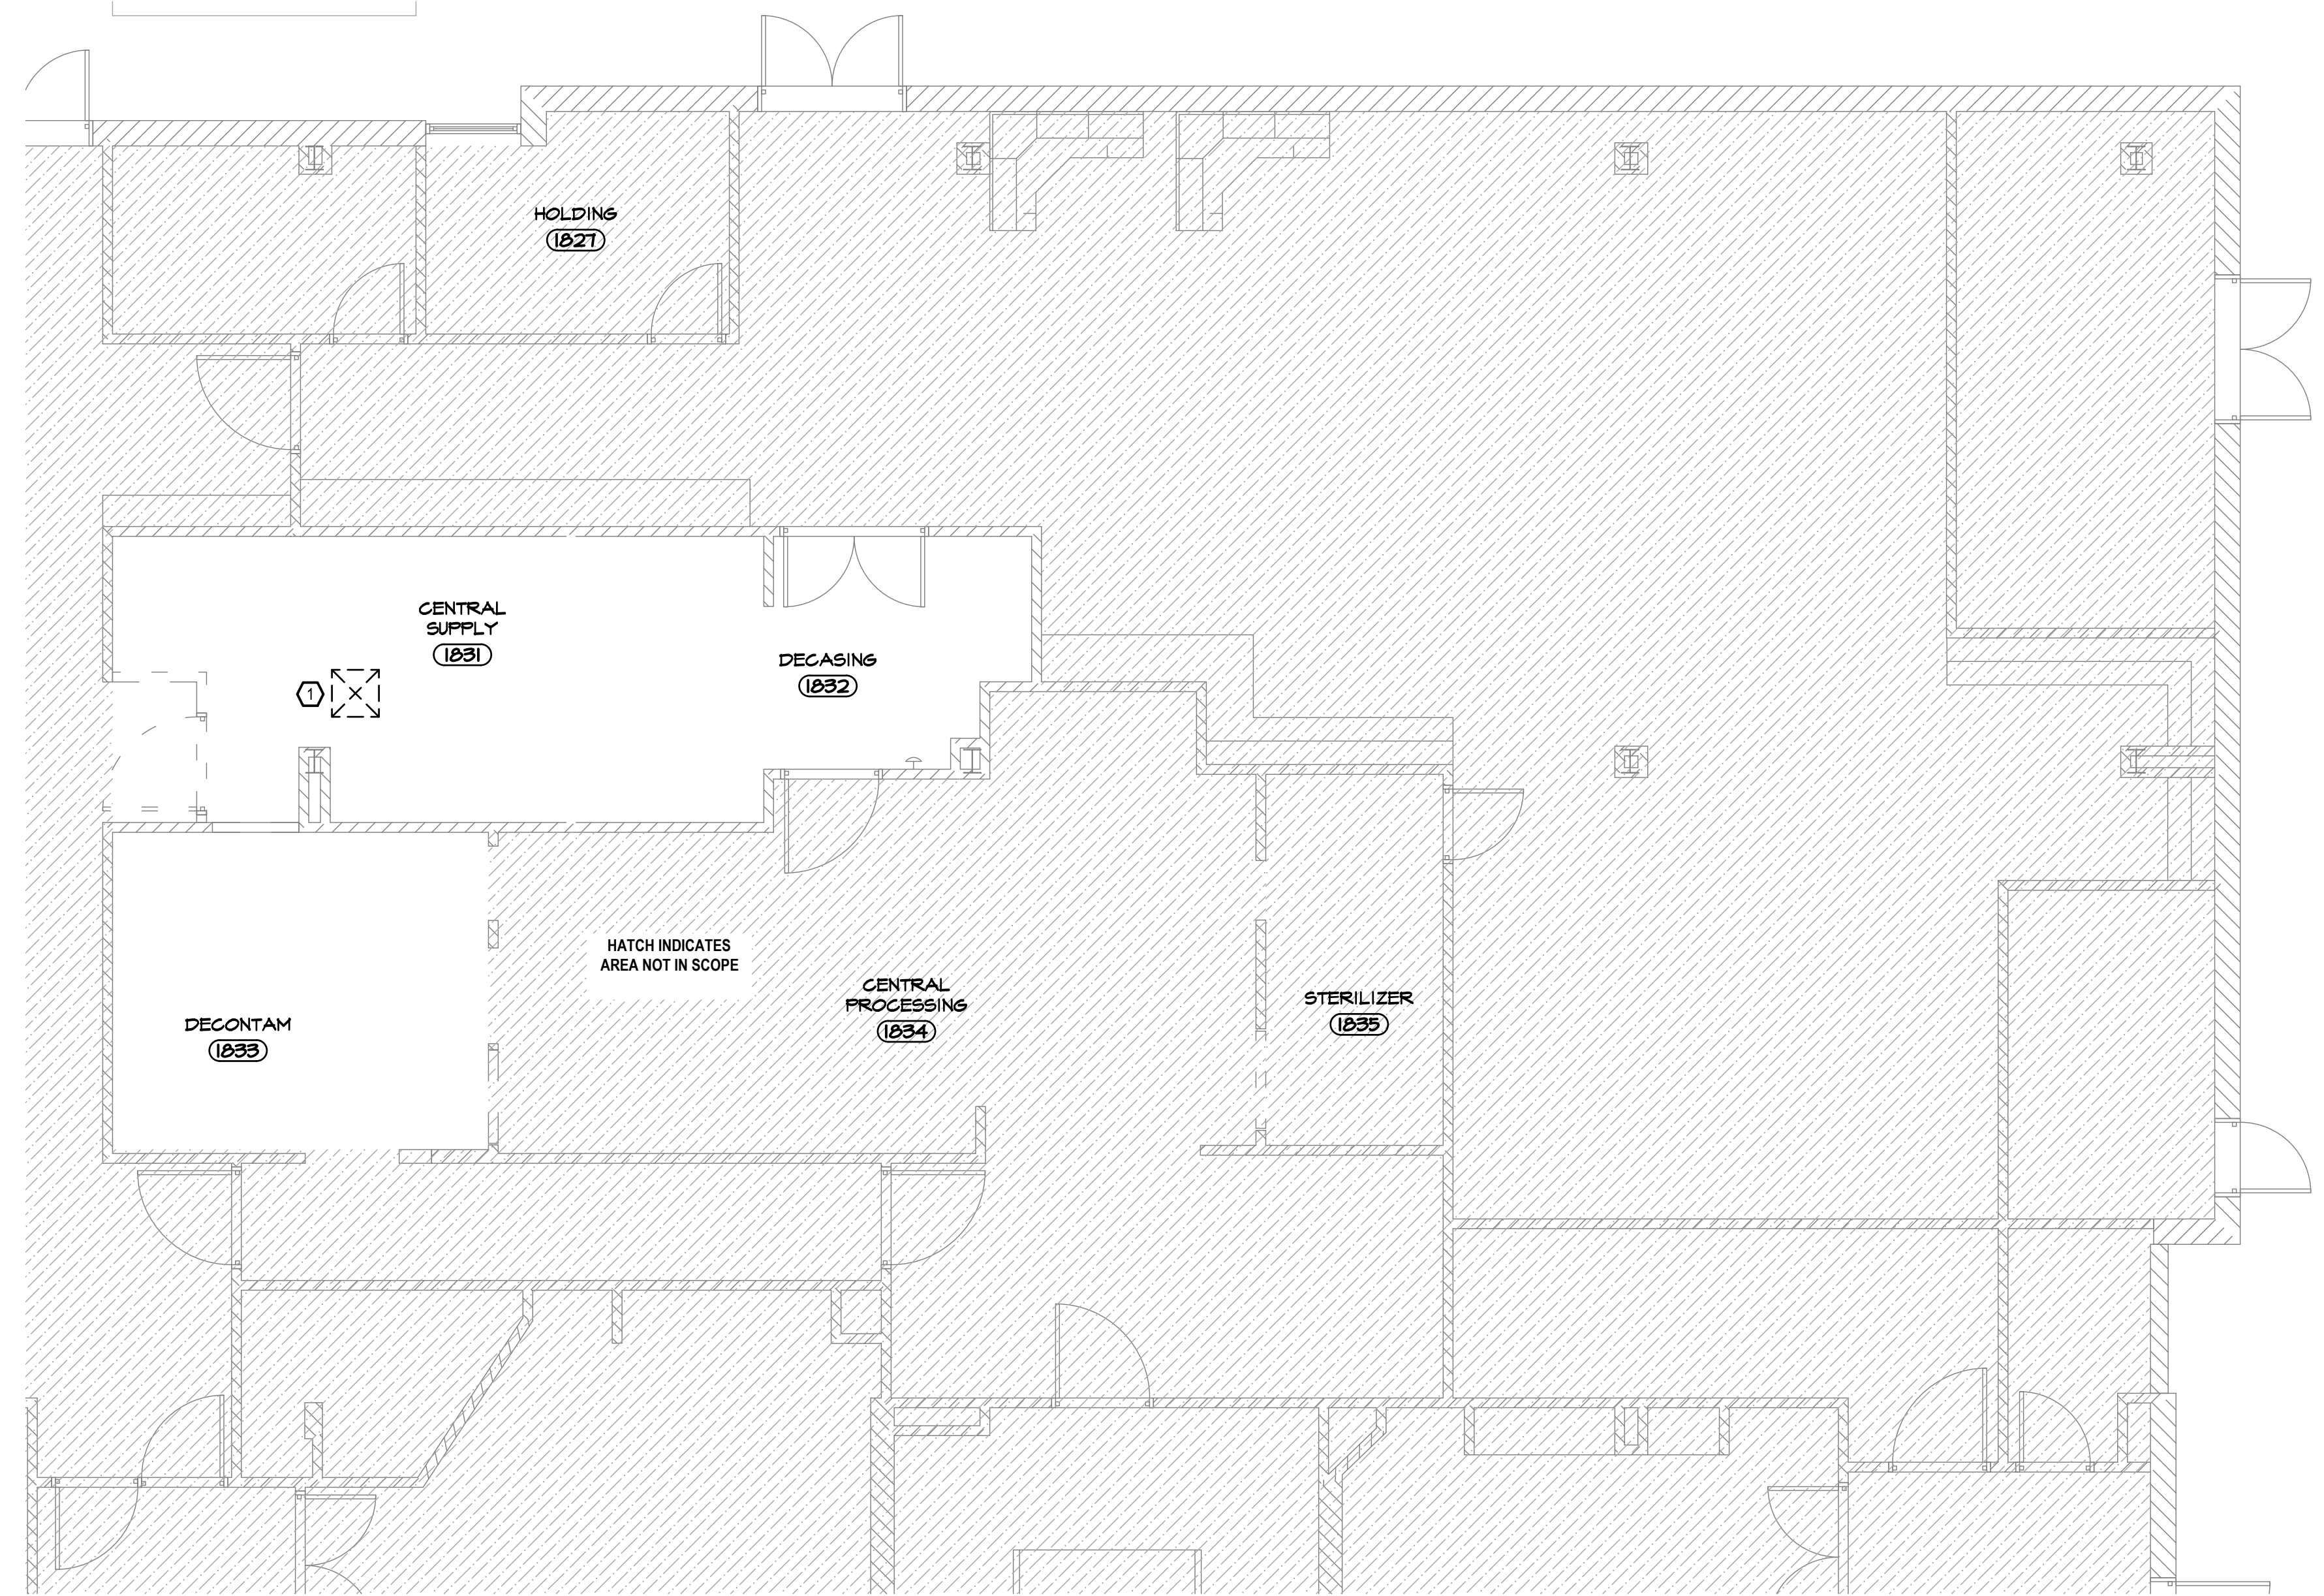 HOLDING
1827
CENTRAL
SUPPLY
1831
DECASING
1832
1
HATCH INDICATES
AREA NOT IN SCOPE
CENTRAL
PROCESSING
1834
STERILIZER
1835
DECONTAM
1833